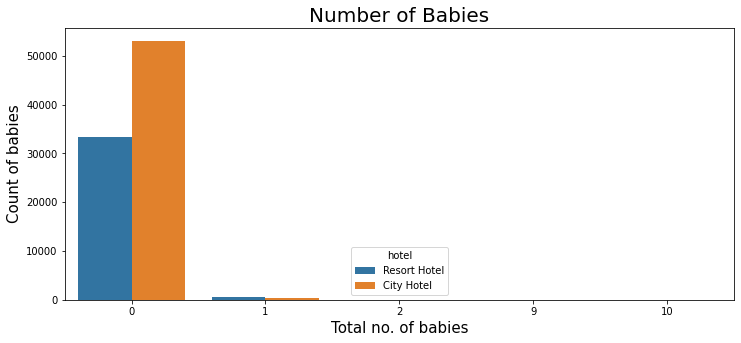 Number of Babies
Count of babies
50000
40000
30000
20000
10000
0
hotel
Resort Hotel
City Hotel
0 1 2 9 10
Total no. of babies